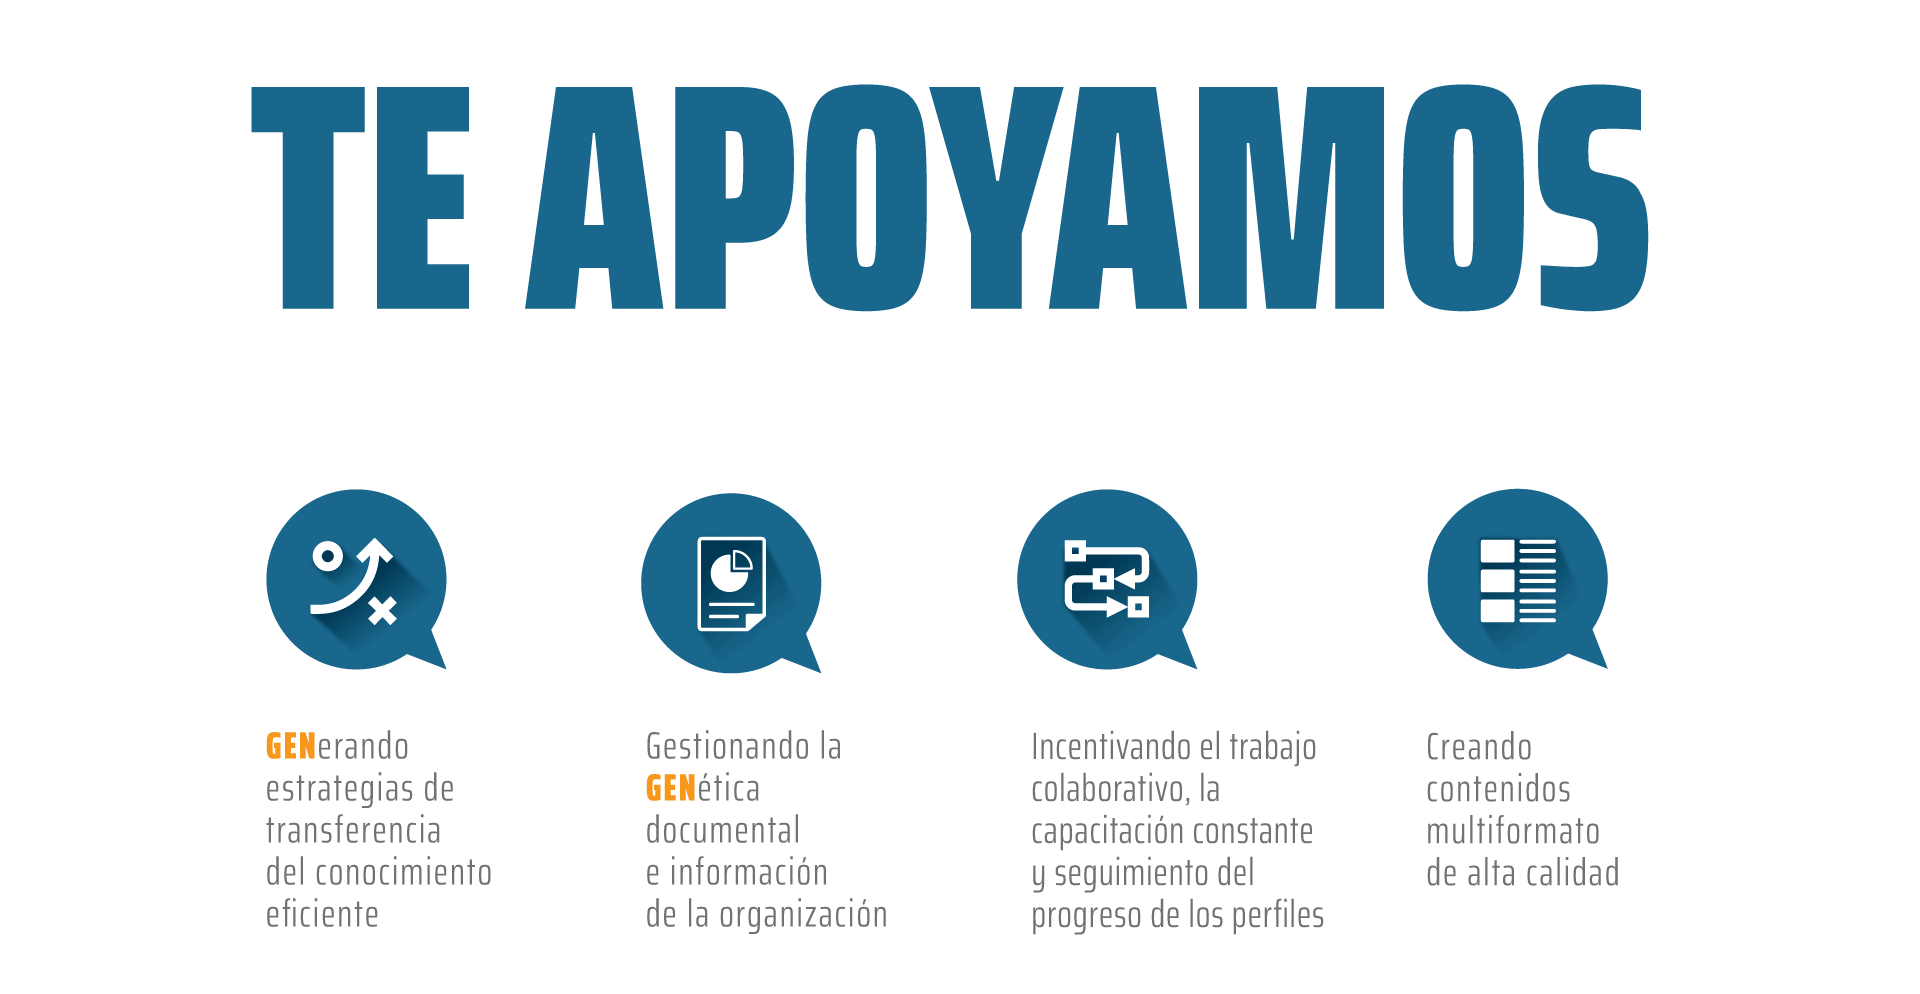 TE APOYAMOS
GENerando
estrategias de
transferencia
del conocimiento
eficiente
Gestionando la
GENética
documental
e información
de la organización
Incentivando el trabajo
colaborativo, la
capacitación constante
y seguimiento del
progreso de los perfiles
Creando
contenidos
multiformato
de alta calidad